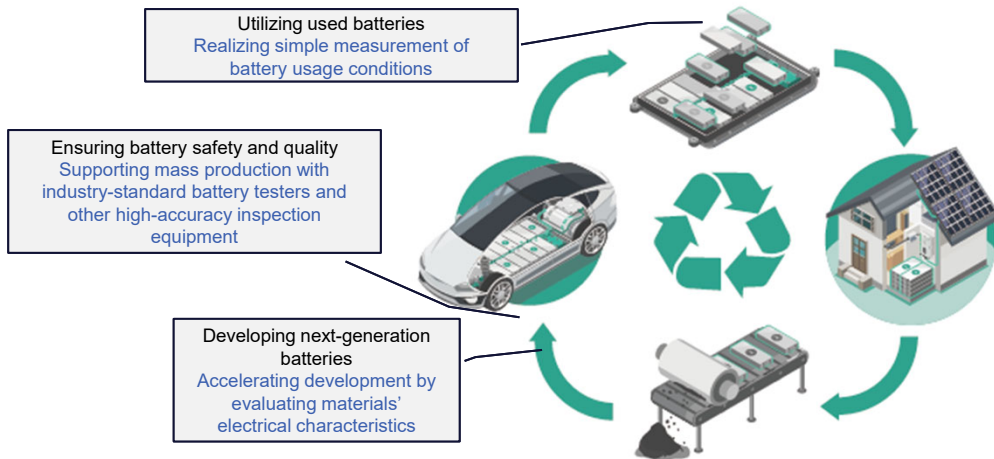 Utilizing used batteries
Realizing simple measurement of
battery usage conditions
Ensuring battery safety and quality
Supporting mass production with
industry-standard battery testers and
other high-accuracy inspection
equipment
Developing next-generation
batteries
Accelerating development by
evaluating materials’
electrical characteristics